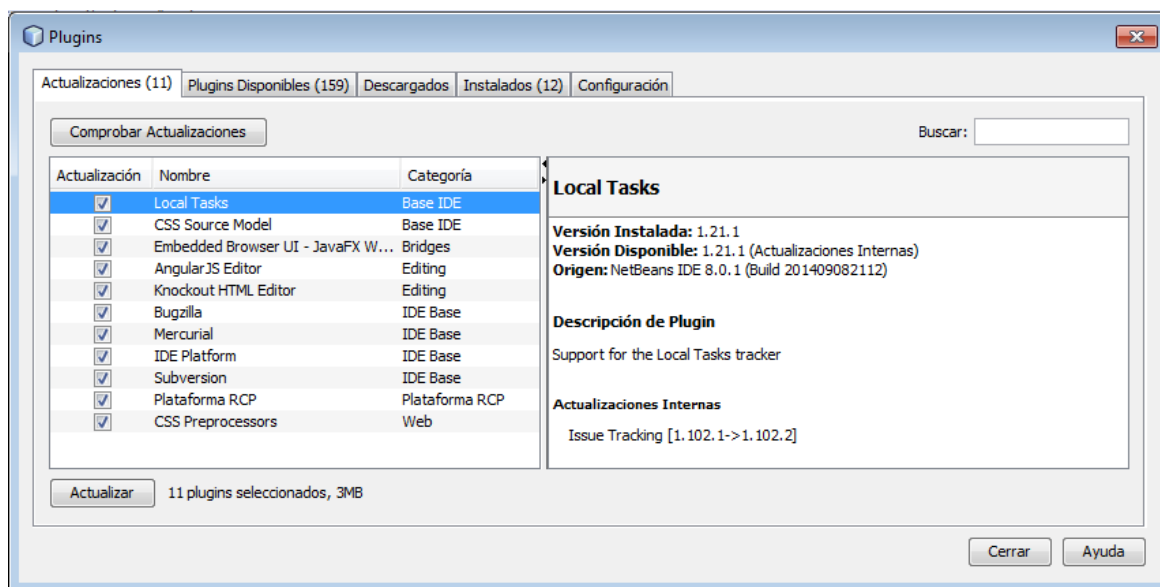 Plugins
Actualizaciones (11) Plugins Disponibles (159) Descargados Instalados (12) Configuración
Comprobar Actualizaciones Buscar:
Actualización Nombre Categoría
Local Tasks Base IDE
CSS Source Model Base IDE
Embedded Browser UI - JavaFX W... Bridges
AngularJS Editor Editing
Knockout HTML Editor Editing
Bugzilla IDE Base
Mercurial IDE Base
IDE Platform IDE Base
Subversion IDE Base
Plataforma RCP Plataforma RCP
CSS Preprocessors Web
Local Tasks
Versión Instalada: 1.21.1
Versión Disponible: 1.21.1 (Actualizaciones Internas)
Origen: NetBeans IDE 8.0.1 (Build 201409082112)
Descripción de Plugin
Support for the Local Tasks tracker
Actualizaciones Internas
Issue Tracking [1.102.1->1.102.2]
Actualizar 11 plugins seleccionados, 3MB
Cerrar Ayuda